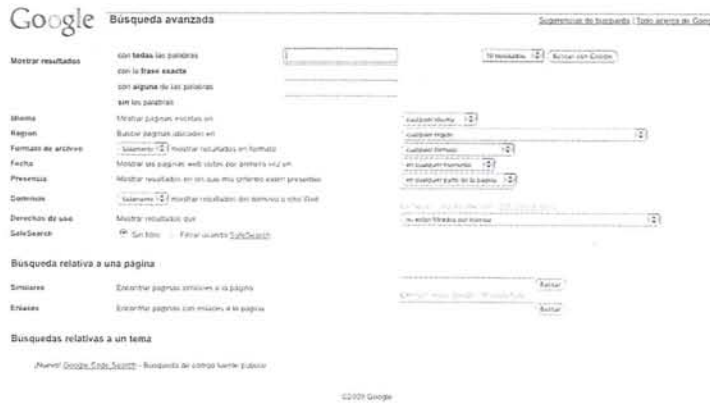 Google Búsqueda avanzada
Sugerencias de búsqueda | Todo acerca de Google
Mostrar resultados
con todas las palabras
10 resultados
Buscar con Google
con la frase exacta
con alguna de las palabras
sin las palabras
Idioma Mostrar páginas escritas en cualquier idioma
Región Buscar páginas ubicadas en cualquier región
Formato de archivo Solamente mostrar resultados en formato cualquier formato
Fecha Mostrar las páginas web vistas por primera vez en en cualquier momento
Presencia Mostrar resultados en los que mis términos estén presentes en cualquier parte de la página
Dominios Solamente mostrar resultados del dominio o sitio Web
Derechos de uso Mostrar resultados que no estén filtrados por licencia
SafeSearch Sin filtro Filtrar usando SafeSearch
Búsqueda relativa a una página
Similares Encontrar páginas similares a la página Buscar
Enlaces Encontrar páginas con enlaces a la página Buscar
Búsquedas relativas a un tema
¡Nuevo! Google Code Search - Búsqueda de código fuente público
©2009 Google